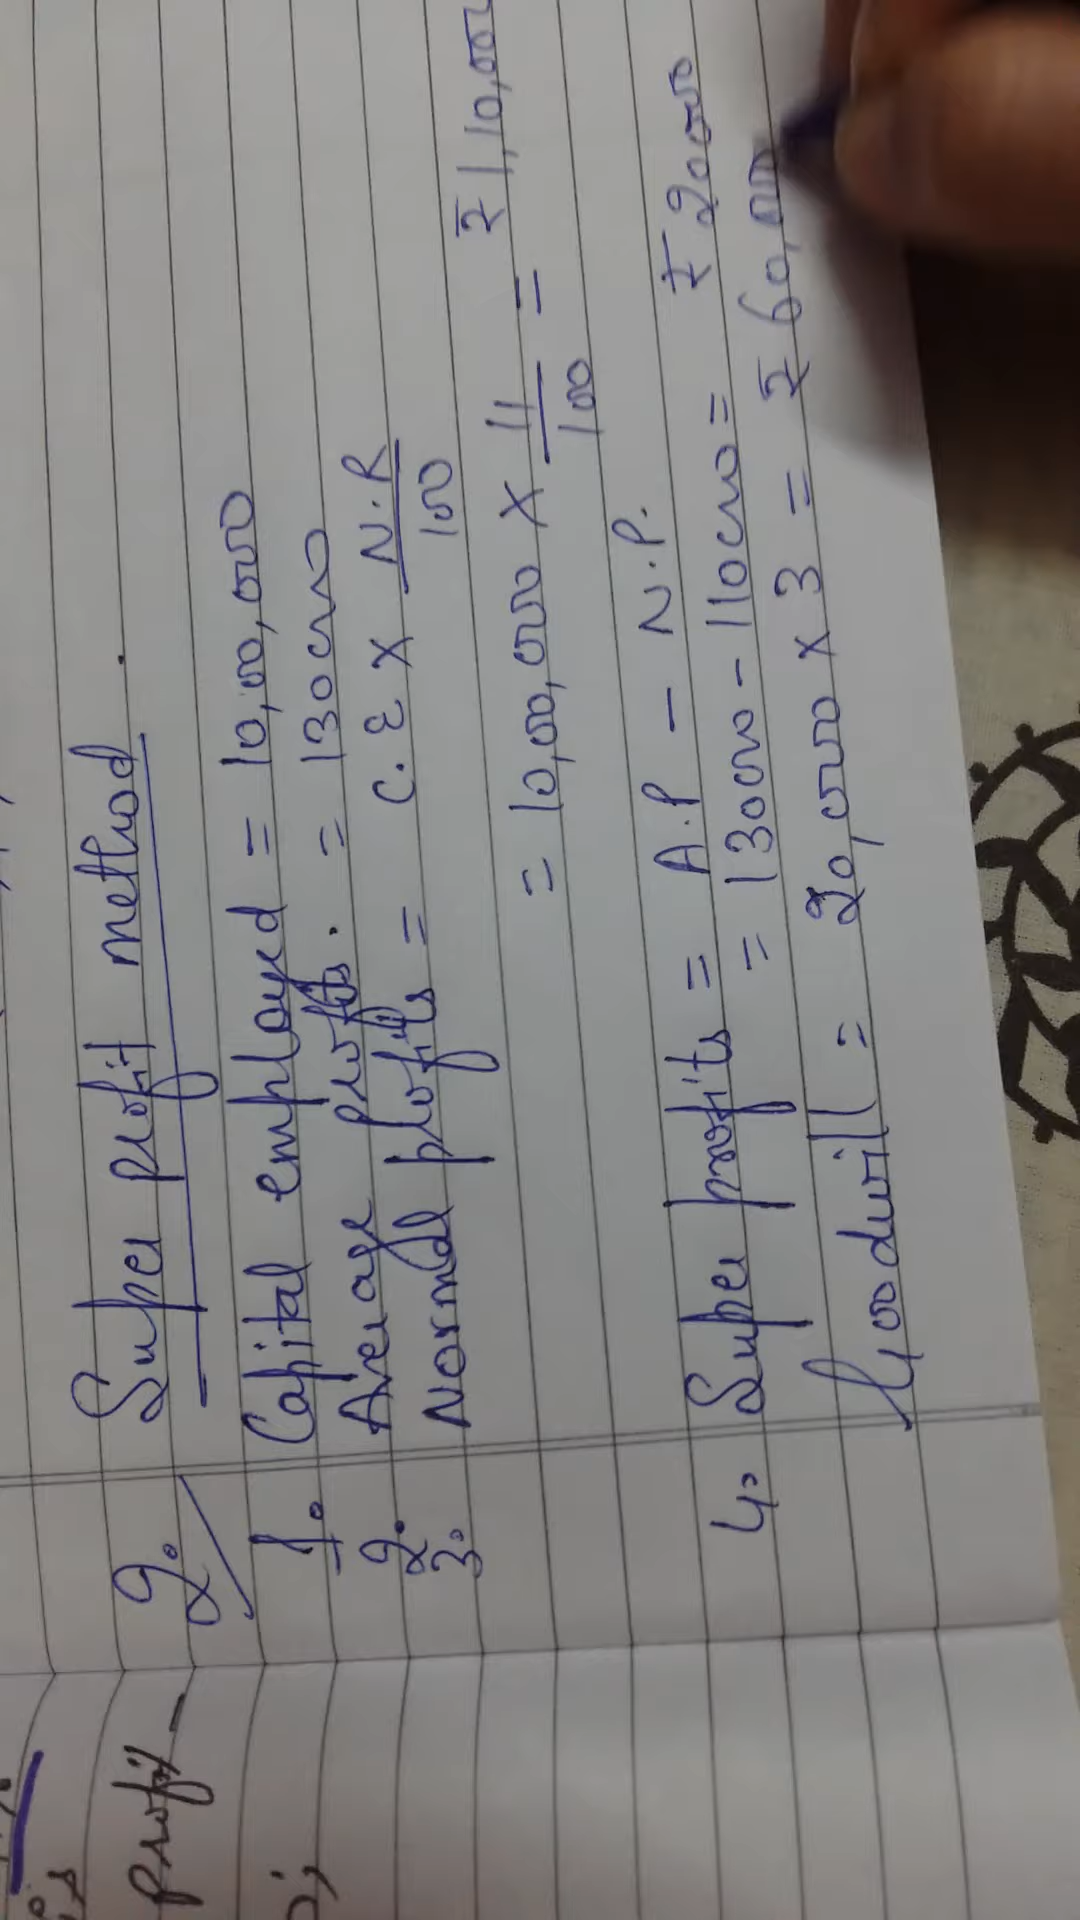 2. Super profit method.
1. Capital employed = 10,00,000
2. Average profits. = 130000
3. Normal profits = C.E X N.R/100
= 10,00,000 X 11/100 = ₹ 1,10,000
4. Super profits = A.P - N.P.
= 130000 - 110000 = ₹ 20000
Goodwill = 20,000 X 3 = ₹ 60,000
profit -